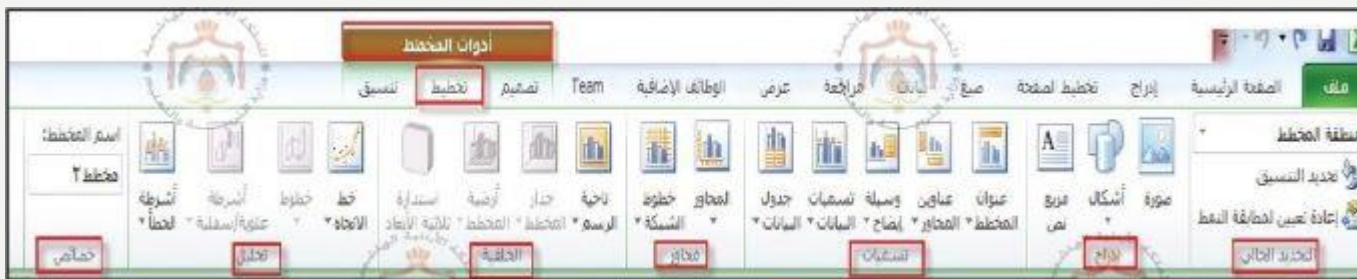 أدوات المخطط
ملف الصفحة الرئيسية إدراج تخطيط لمفحة صيغ بيانات مراجعة عرض الوظائف الإضافية Team تصميم تخطيط تنسيق
منطقة المخطط
تحديد التنسيق
إعادة تعيين لمطابقة النمط
التحديد الحالي
صورة
أشكال
مربع نص
إدراج
عنوان المخطط
عناوين المحاور
وسيلة إيضاح
تسميات البيانات
جدول البيانات
تسميات
المحاور
خطوط الشبكة
محاور
ناحية الرسم
جدار المخطط
أرضية المخطط
استدارة ثلاثية الأبعاد
الخلفية
خط الاتجاه
خطوط
أشرطة علوية/سفلية
أشرطة الخطأ
تحليل
اسم المخطط:
مخطط ٢
خصائص